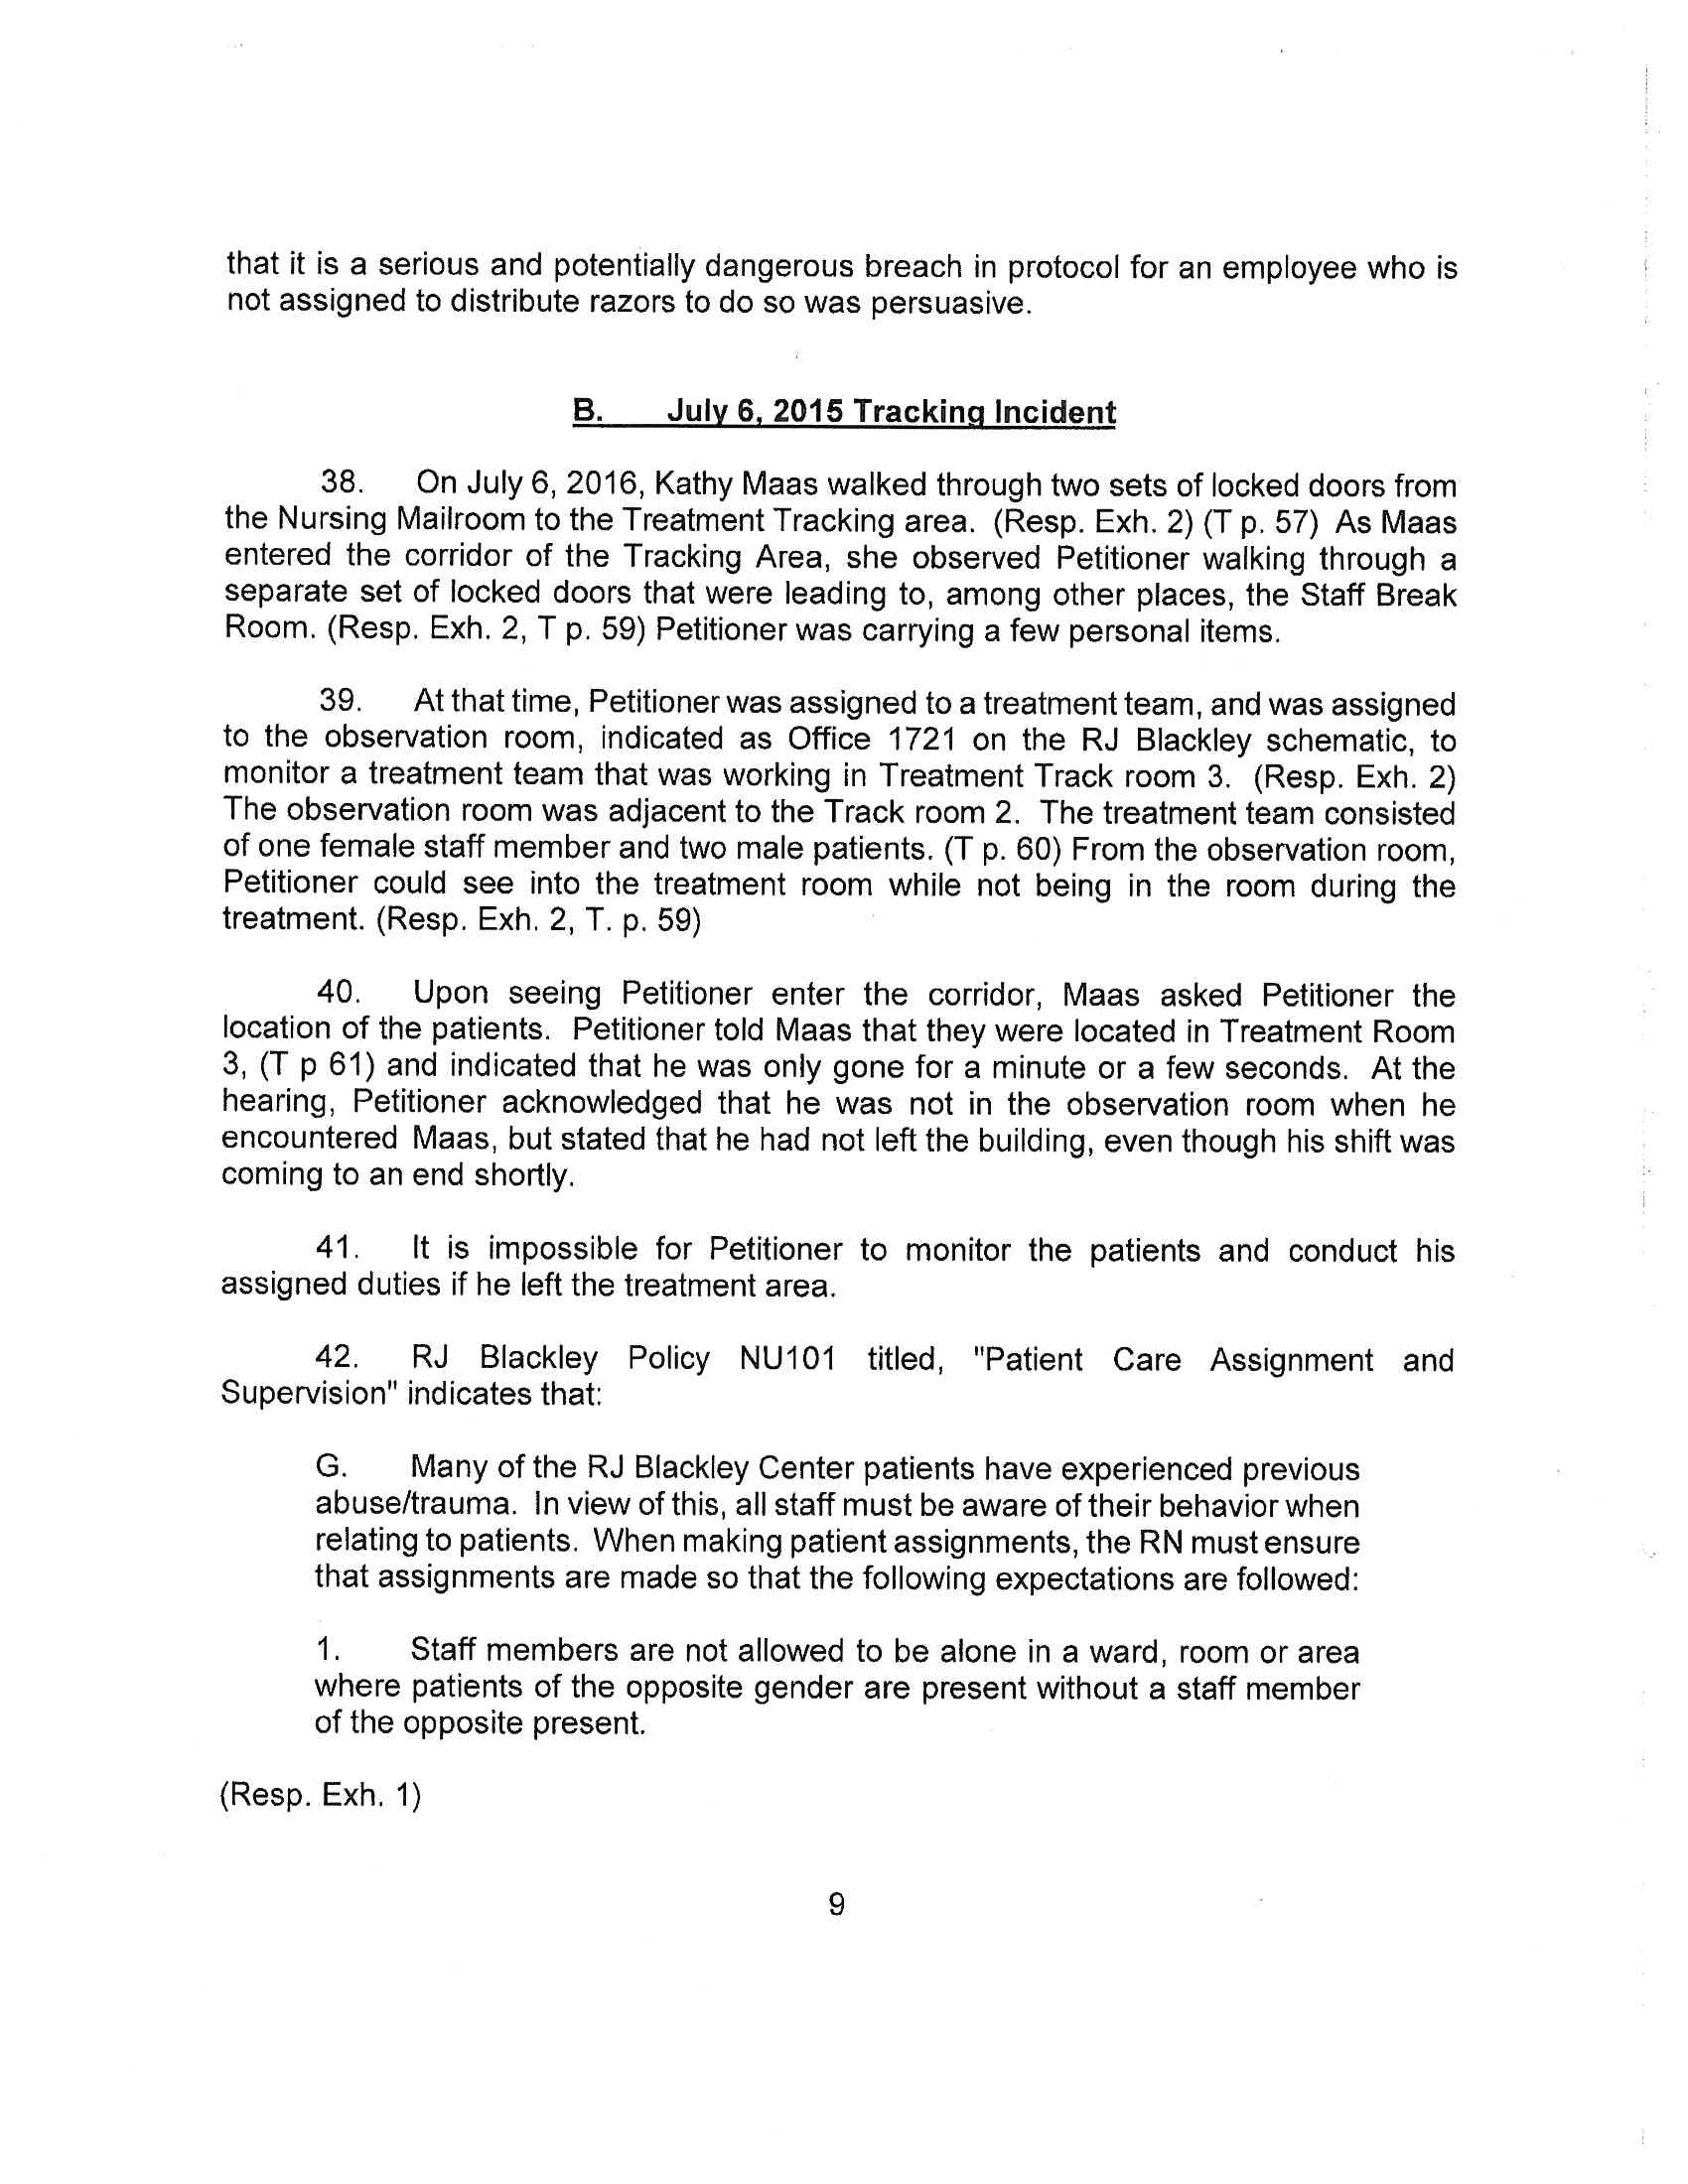 that it is a serious and potentially dangerous breach in protocol for an employee who is
not assigned to distribute razors to do so was persuasive.
B. July 6, 2015 Tracking Incident
38. On July 6, 2016, Kathy Maas walked through two sets of locked doors from
the Nursing Mailroom to the Treatment Tracking area. (Resp. Exh. 2) (T p. 57) As Maas
entered the corridor of the Tracking Area, she observed Petitioner walking through a
separate set of locked doors that were leading to, among other places, the Staff Break
Room. (Resp. Exh. 2, T p. 59) Petitioner was carrying a few personal items.
39. At that time, Petitioner was assigned to a treatment team, and was assigned
to the observation room, indicated as Office 1721 on the RJ Blackley schematic, to
monitor a treatment team that was working in Treatment Track room 3. (Resp. Exh. 2)
The observation room was adjacent to the Track room 2. The treatment team consisted
of one female staff member and two male patients. (T p. 60) From the observation room,
Petitioner could see into the treatment room while not being in the room during the
treatment. (Resp. Exh. 2, T. p. 59)
40. Upon seeing Petitioner enter the corridor, Maas asked Petitioner the
location of the patients. Petitioner told Maas that they were located in Treatment Room
3, (T p 61) and indicated that he was only gone for a minute or a few seconds. At the
hearing, Petitioner acknowledged that he was not in the observation room when he
encountered Maas, but stated that he had not left the building, even though his shift was
coming to an end shortly.
41. It is impossible for Petitioner to monitor the patients and conduct his
assigned duties if he left the treatment area.
42. RJ Blackley Policy NU101 titled, "Patient Care Assignment and
Supervision" indicates that:
G. Many of the RJ Blackley Center patients have experienced previous
abuse/trauma. In view of this, all staff must be aware of their behavior when
relating to patients. When making patient assignments, the RN must ensure
that assignments are made so that the following expectations are followed:
1. Staff members are not allowed to be alone in a ward, room or area
where patients of the opposite gender are present without a staff member
of the opposite present.
(Resp. Exh. 1)
9